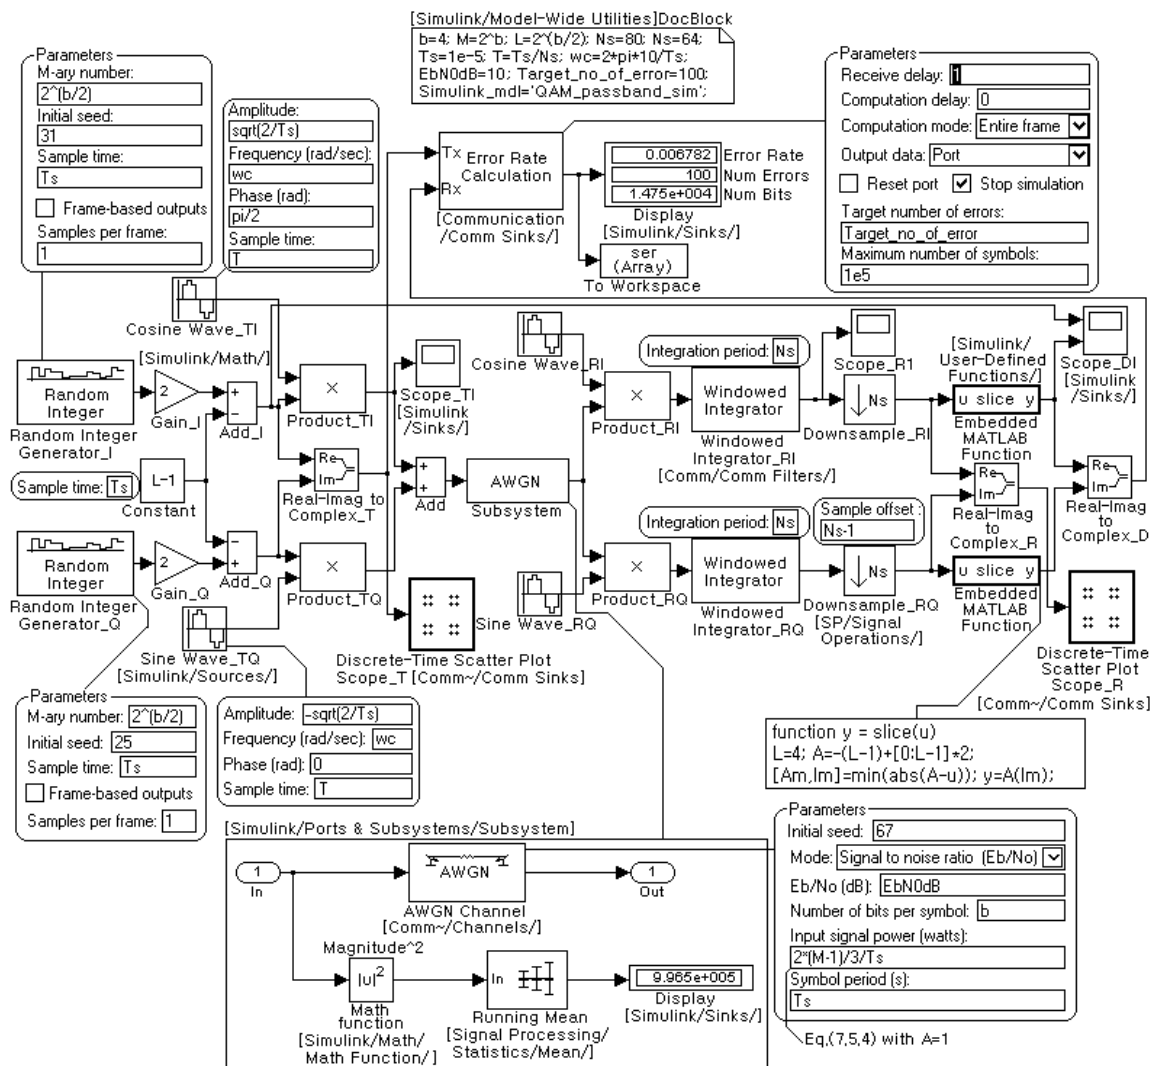 [Simulink/Model-Wide Utilities]DocBlock
b=4; M=2^b; L=2^(b/2); Ns=80; Ns=64;
Ts=1e-5; T=Ts/Ns; wc=2*pi*10/Ts;
EbN0dB=10; Target_no_of_error=100;
Simulink_mdl='QAM_passband_sim';
Parameters
M-ary number:
2^(b/2)
Initial seed:
31
Sample time:
Ts
Frame-based outputs
Samples per frame:
1
Amplitude:
sqrt(2/Ts)
Frequency (rad/sec):
wc
Phase (rad):
pi/2
Sample time:
T
Tx
Rx
Error Rate
Calculation
[Communication
/Comm Sinks/]
0.006782
100
1.475e+004
Error Rate
Num Errors
Num Bits
Display
[Simulink/Sinks/]
ser
(Array)
To Workspace
Parameters
Receive delay: 1
Computation delay: 0
Computation mode: Entire frame
Output data: Port
Reset port
Stop simulation
Target number of errors:
Target_no_of_error
Maximum number of symbols:
1e5
Cosine Wave_TI
[Simulink/Math/]
Random
Integer
Random Integer
Generator_I
2
Gain_I
+
−
Add_I
×
Product_TI
Scope_TI
[Simulink
/Sinks/]
Cosine Wave_RI
×
Product_RI
Integration period: Ns
Windowed
Integrator
Windowed
Integrator_RI
[Comm/Comm Filters/]
Scope_R1
↓Ns
Downsample_RI
[Simulink/
User-Defined
Functions/]
u slice y
Embedded
MATLAB
Function
Scope_DI
[Simulink
/Sinks/]
Sample time: Ts
L-1
Constant
Re
Im
Real-Imag to
Complex_T
+
+
Add
AWGN
Subsystem
Re
Im
Real-Imag
to
Complex_R
Re
Im
Real-Imag
to
Complex_D
Random
Integer
Random Integer
Generator_Q
2
Gain_Q
−
+
Add_Q
×
Product_TQ
Sine Wave_TQ
[Simulink/Sources/]
Discrete-Time Scatter Plot
Scope_T [Comm~/Comm Sinks]
Sine Wave_RQ
×
Product_RQ
Integration period: Ns
Windowed
Integrator
Windowed
Integrator_RQ
Sample offset :
Ns-1
↓Ns
Downsample_RQ
[SP/Signal
Operations/]
u slice y
Embedded
MATLAB
Function
Discrete-Time
Scatter Plot
Scope_R
[Comm~/Comm Sinks]
Parameters
M-ary number: 2^(b/2)
Initial seed: 25
Sample time: Ts
Frame-based outputs
Samples per frame: 1
Amplitude: -sqrt(2/Ts)
Frequency (rad/sec): wc
Phase (rad): 0
Sample time: T
function y = slice(u)
L=4; A=-(L-1)+[0:L-1]*2;
[Am,Im]=min(abs(A-u)); y=A(Im);
[Simulink/Ports & Subsystems/Subsystem]
1
In
AWGN
AWGN Channel
[Comm~/Channels/]
1
Out
Magnitude^2
|u|2
Math
function
[Simulink/Math/
Math Function/]
In
Running Mean
[Signal Processing/
Statistics/Mean/]
9.965e+005
Display
[Simulink/Sinks/]
Parameters
Initial seed: 67
Mode: Signal to noise ratio (Eb/No)
Eb/No (dB): EbN0dB
Number of bits per symbol: b
Input signal power (watts):
2*(M-1)/3/Ts
Symbol period (s):
Ts
Eq.(7.5.4) with A=1